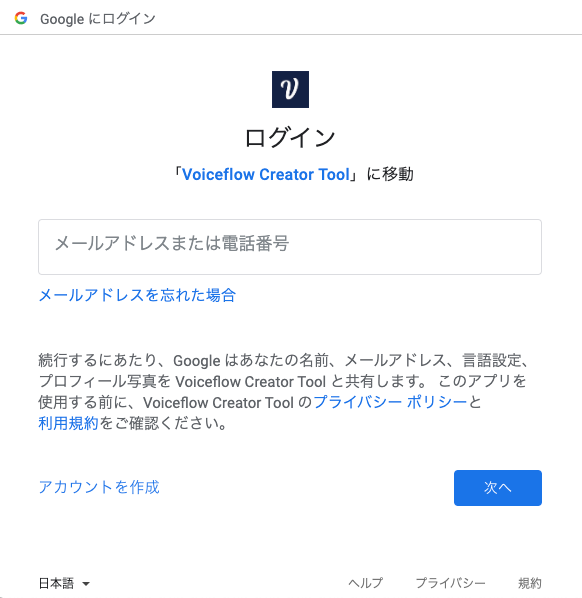 Google にログイン
ログイン
「Voiceflow Creator Tool」に移動
メールアドレスまたは電話番号
メールアドレスを忘れた場合
続行するにあたり、Google はあなたの名前、メールアドレス、言語設定、
プロフィール写真を Voiceflow Creator Tool と共有します。 このアプリを
使用する前に、Voiceflow Creator Tool のプライバシー ポリシーと
利用規約をご確認ください。
アカウントを作成
次へ
日本語
ヘルプ
プライバシー
規約